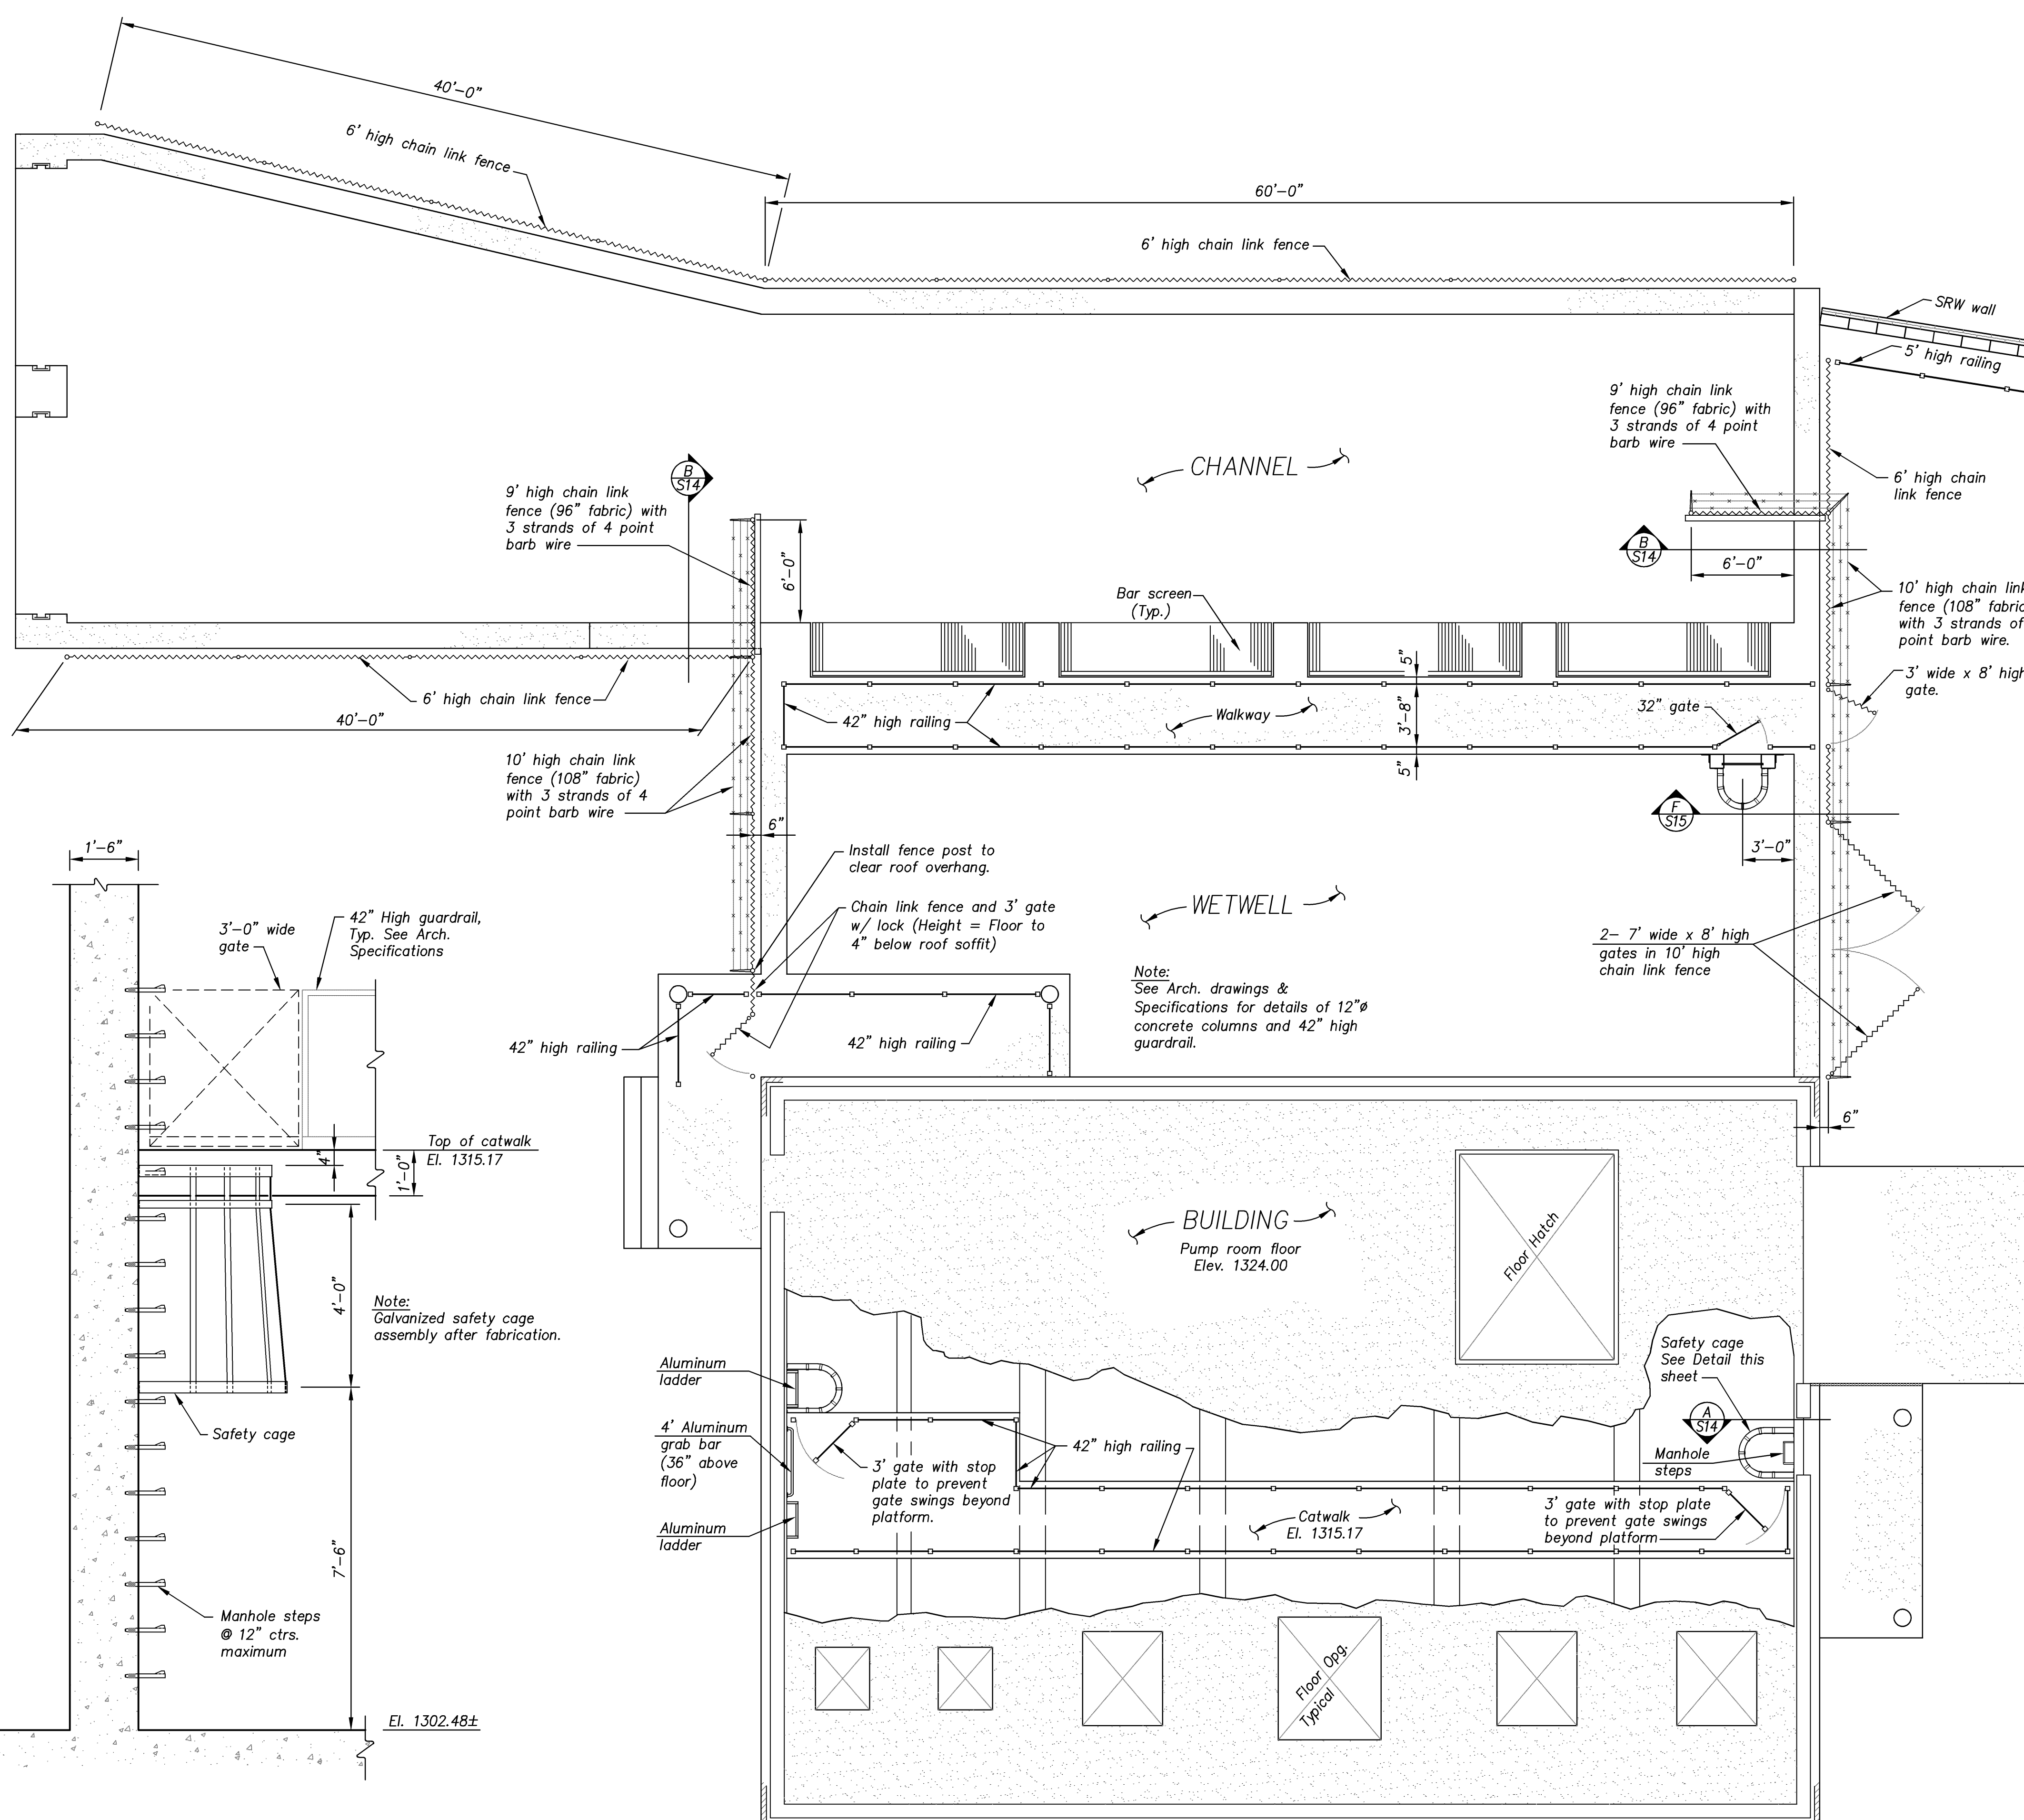 40'-0"
6' high chain link fence
60'-0"
6' high chain link fence
SRW wall
5' high railing
9' high chain link
fence (96" fabric) with
3 strands of 4 point
barb wire
CHANNEL
B
S14
9' high chain link
fence (96" fabric) with
3 strands of 4 point
barb wire
6' high chain
link fence
B
S14
6'-0"
6'-0"
Bar screen
(Typ.)
10' high chain link
fence (108" fabric
with 3 strands of
point barb wire.
5"
6' high chain link fence
40'-0"
42" high railing
Walkway
3'-8"
32" gate
3' wide x 8' high
gate.
5"
10' high chain link
fence (108" fabric)
with 3 strands of 4
point barb wire
6"
F
S15
3'-0"
1'-6"
Install fence post to
clear roof overhang.
3'-0" wide
gate
42" High guardrail,
Typ. See Arch.
Specifications
Chain link fence and 3' gate
w/ lock (Height = Floor to
4" below roof soffit)
WETWELL
2- 7' wide x 8' high
gates in 10' high
chain link fence
Note:
See Arch. drawings &
Specifications for details of 12"ø
concrete columns and 42" high
guardrail.
42" high railing
42" high railing
6"
Top of catwalk
El. 1315.17
4"
1'-0"
BUILDING
Pump room floor
Elev. 1324.00
Floor Hatch
4'-0"
Note:
Galvanized safety cage
assembly after fabrication.
Safety cage
See Detail this
sheet
Aluminum
ladder
Safety cage
4' Aluminum
grab bar
(36" above
floor)
42" high railing
A
S14
Manhole
steps
3' gate with stop
plate to prevent
gate swings beyond
platform.
Catwalk
El. 1315.17
3' gate with stop plate
to prevent gate swings
beyond platform
Aluminum
ladder
7'-6"
Manhole steps
@ 12" ctrs.
maximum
Floor Opg.
Typical
El. 1302.48±